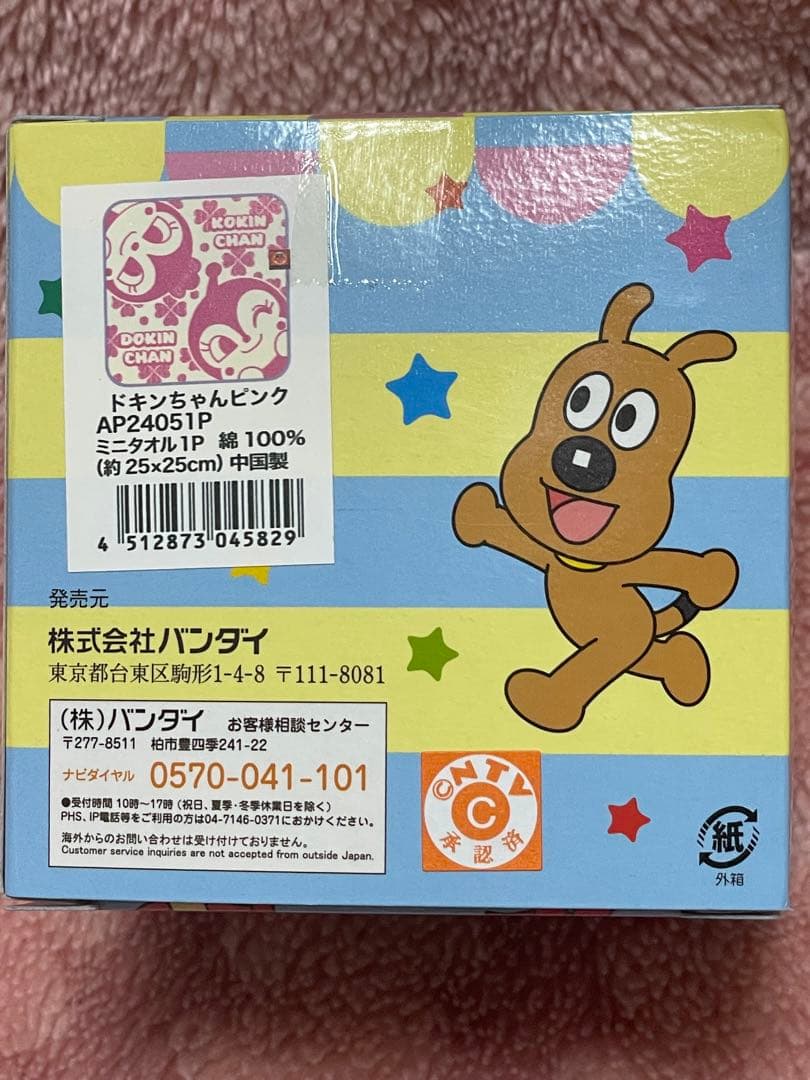 KOKIN
CHAN
DOKIN
CHAN
ドキンちゃんピンク
AP24051P
ミニタオル1P 綿100%
(約25×25cm) 中国製
4 512873 045829
発売元
株式会社バンダイ
東京都台東区駒形1-4-8 〒111-8081
(株)バンダイ お客様相談センター
〒277-8511 柏市豊四季241-22
ナビダイヤル 0570-041-101
●受付時間 10時〜17時(祝日、夏季・冬季休業日を除く)
PHS、IP電話等をご利用の方は04-7146-0371におかけください。
海外からのお問い合わせは受け付けておりません。
Customer service inquiries are not accepted from outside Japan.
©NTV
C
承認済
紙
外箱